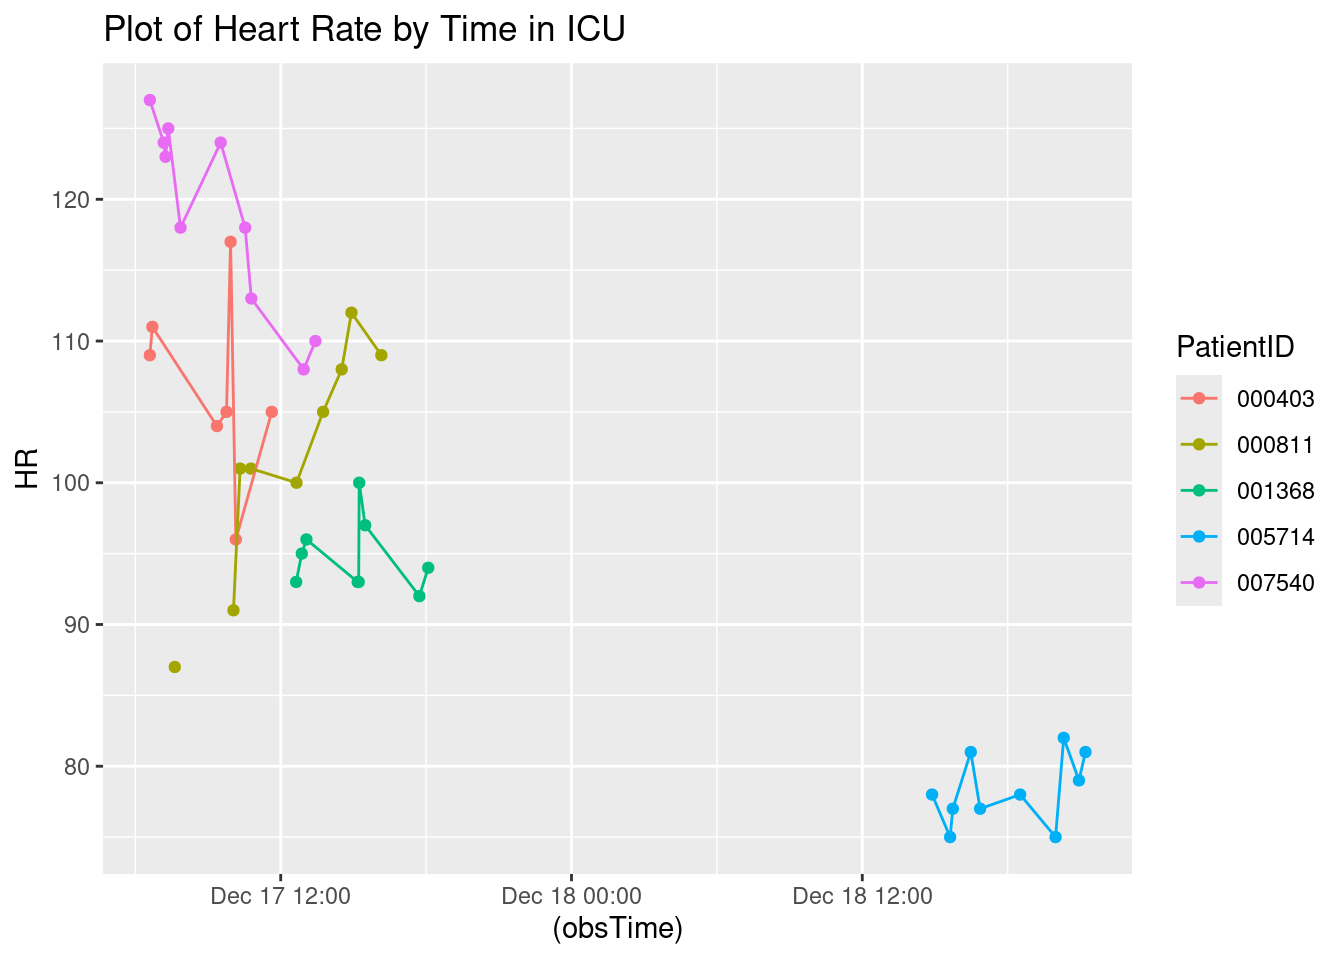 Plot of Heart Rate by Time in ICU
120
110
100
90
80
HR
Dec 17 12:00
Dec 18 00:00
Dec 18 12:00
(obsTime)
PatientID
000403
000811
001368
005714
007540